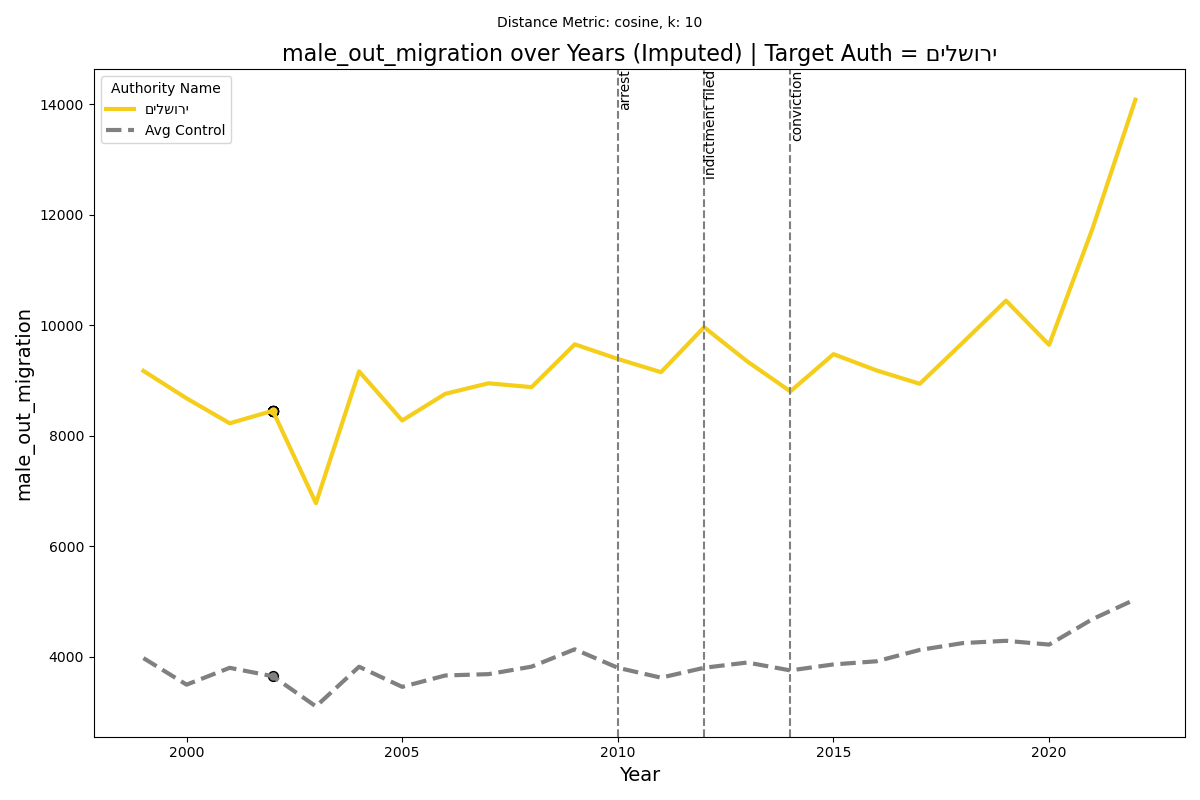 Distance Metric: cosine, k: 10
male_out_migration over Years (Imputed) | Target Auth = ירושלים
Authority Name
ירושלים
Avg Control
arrest
indictment filed
conviction
male_out_migration
14000
12000
10000
8000
6000
4000
2000
2005
2010
2015
2020
Year